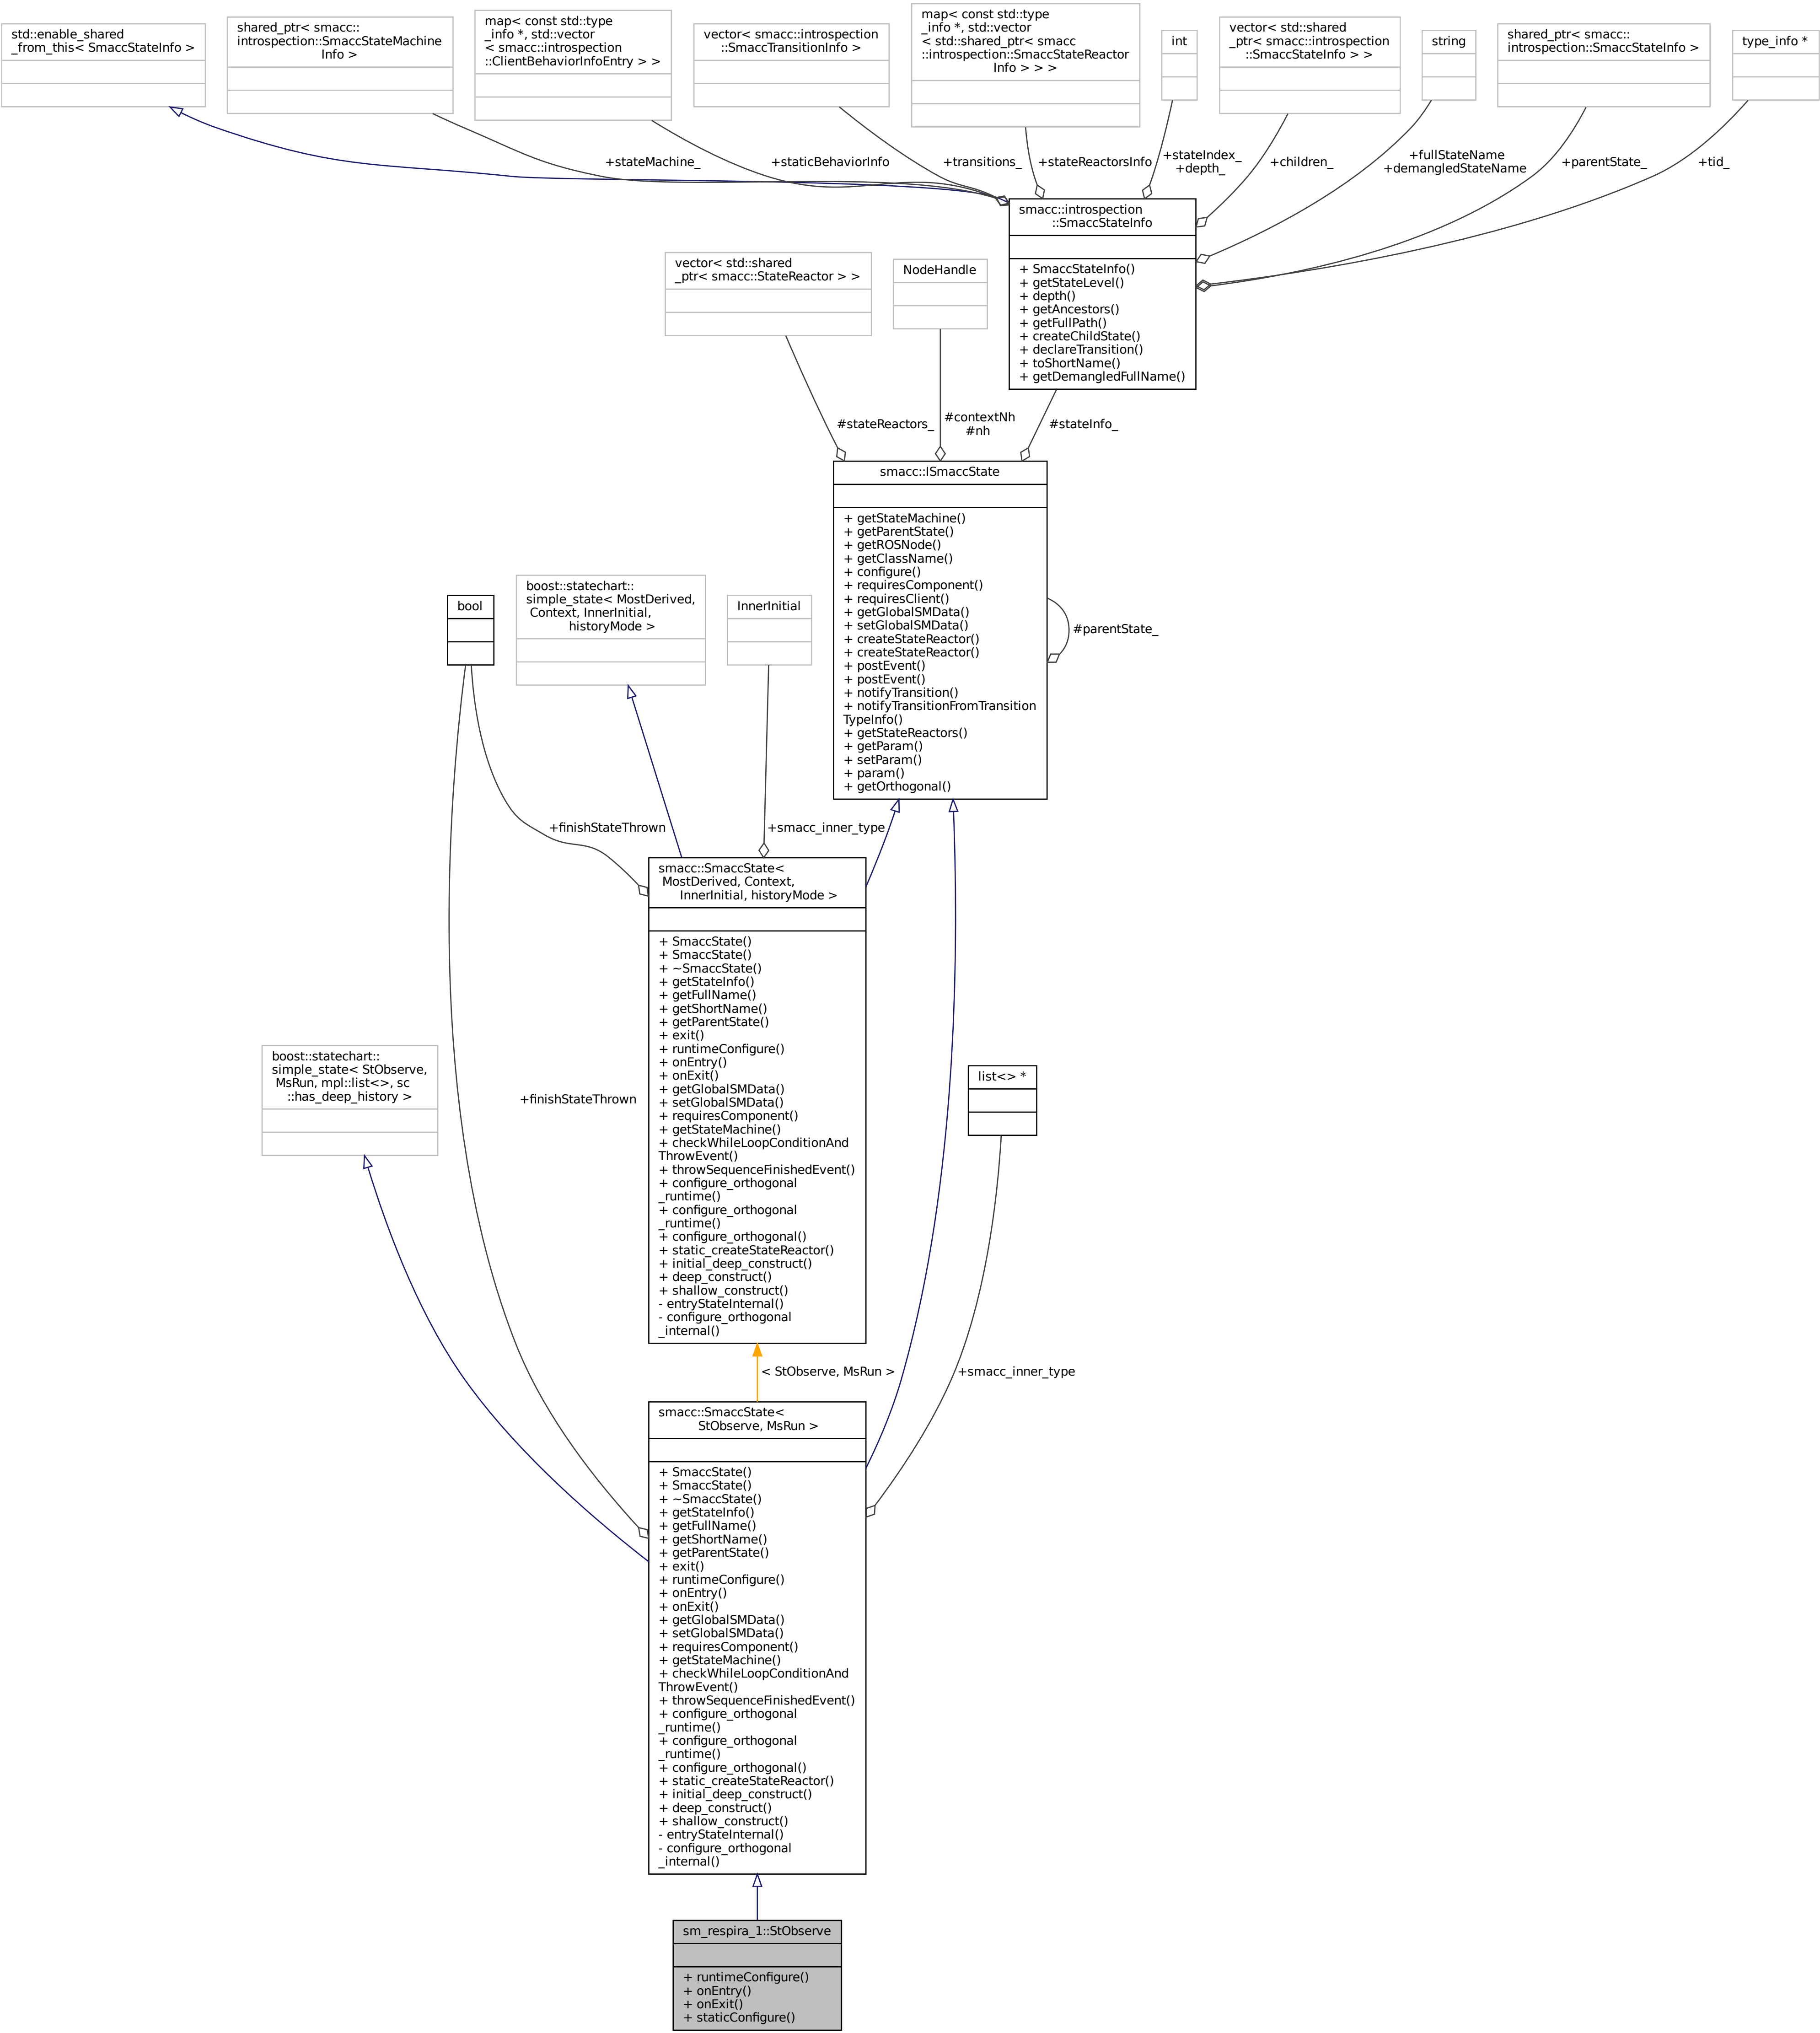 std::enable_shared
_from_this< SmaccStateInfo >
shared_ptr< smacc::
introspection::SmaccStateMachine
Info >
map< const std::type
_info *, std::vector
< smacc::introspection
::ClientBehaviorInfoEntry > >
vector< smacc::introspection
::SmaccTransitionInfo >
map< const std::type
_info *, std::vector
< std::shared_ptr< smacc
::introspection::SmaccStateReactor
Info > > >
int
vector< std::shared
_ptr< smacc::introspection
::SmaccStateInfo > >
string
shared_ptr< smacc::
introspection::SmaccStateInfo >
type_info *
+stateMachine_
+staticBehaviorInfo
+transitions_
+stateReactorsInfo
+stateIndex_
+depth_
+children_
+fullStateName
+demangledStateName
+parentState_
+tid_
smacc::introspection
::SmaccStateInfo
+ SmaccStateInfo()
+ getStateLevel()
+ depth()
+ getAncestors()
+ getFullPath()
+ createChildState()
+ declareTransition()
+ toShortName()
+ getDemangledFullName()
vector< std::shared
_ptr< smacc::StateReactor > >
NodeHandle
#stateReactors_
#contextNh
#nh
#stateInfo_
smacc::ISmaccState
+ getStateMachine()
+ getParentState()
+ getROSNode()
+ getClassName()
+ configure()
+ requiresComponent()
+ requiresClient()
+ getGlobalSMData()
+ setGlobalSMData()
+ createStateReactor()
+ createStateReactor()
+ postEvent()
+ postEvent()
+ notifyTransition()
+ notifyTransitionFromTransition
TypeInfo()
+ getStateReactors()
+ getParam()
+ setParam()
+ param()
+ getOrthogonal()
#parentState_
bool
boost::statechart::
simple_state< MostDerived,
Context, InnerInitial,
historyMode >
InnerInitial
+finishStateThrown
+smacc_inner_type
smacc::SmaccState<
MostDerived, Context,
InnerInitial, historyMode >
+ SmaccState()
+ SmaccState()
+ ~SmaccState()
+ getStateInfo()
+ getFullName()
+ getShortName()
+ getParentState()
+ exit()
+ runtimeConfigure()
+ onEntry()
+ onExit()
+ getGlobalSMData()
+ setGlobalSMData()
+ requiresComponent()
+ getStateMachine()
+ checkWhileLoopConditionAnd
ThrowEvent()
+ throwSequenceFinishedEvent()
+ configure_orthogonal
_runtime()
+ configure_orthogonal
_runtime()
+ configure_orthogonal()
+ static_createStateReactor()
+ initial_deep_construct()
+ deep_construct()
+ shallow_construct()
- entryStateInternal()
- configure_orthogonal
_internal()
boost::statechart::
simple_state< StObserve,
MsRun, mpl::list<>, sc
::has_deep_history >
+finishStateThrown
list<> *
< StObserve, MsRun >
+smacc_inner_type
smacc::SmaccState<
StObserve, MsRun >
+ SmaccState()
+ SmaccState()
+ ~SmaccState()
+ getStateInfo()
+ getFullName()
+ getShortName()
+ getParentState()
+ exit()
+ runtimeConfigure()
+ onEntry()
+ onExit()
+ getGlobalSMData()
+ setGlobalSMData()
+ requiresComponent()
+ getStateMachine()
+ checkWhileLoopConditionAnd
ThrowEvent()
+ throwSequenceFinishedEvent()
+ configure_orthogonal
_runtime()
+ configure_orthogonal
_runtime()
+ configure_orthogonal()
+ static_createStateReactor()
+ initial_deep_construct()
+ deep_construct()
+ shallow_construct()
- entryStateInternal()
- configure_orthogonal
_internal()
sm_respira_1::StObserve
+ runtimeConfigure()
+ onEntry()
+ onExit()
+ staticConfigure()